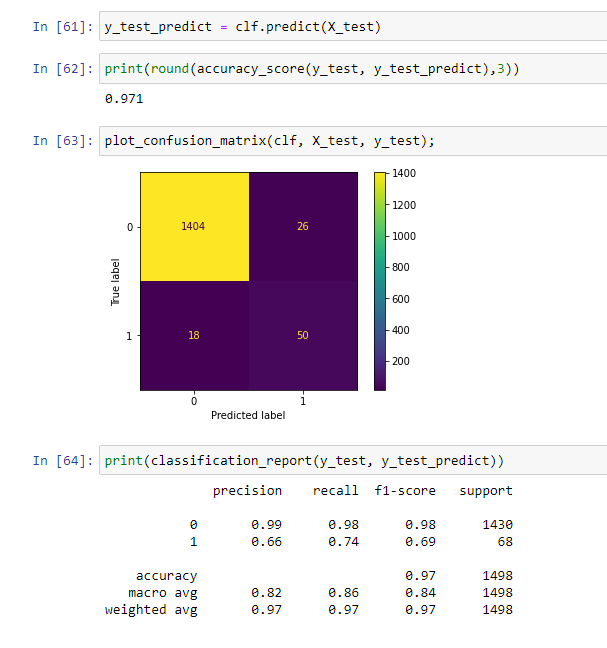 In [61]: y_test_predict = clf.predict(X_test)
In [62]: print(round(accuracy_score(y_test, y_test_predict),3))
0.971
In [63]: plot_confusion_matrix(clf, X_test, y_test);
1400
1200
1000
800
600
400
200
True label
0 1404 26
1 18 50
0 1
Predicted label
In [64]: print(classification_report(y_test, y_test_predict))
precision recall f1-score support
0 0.99 0.98 0.98 1430
1 0.66 0.74 0.69 68
accuracy 0.97 1498
macro avg 0.82 0.86 0.84 1498
weighted avg 0.97 0.97 0.97 1498